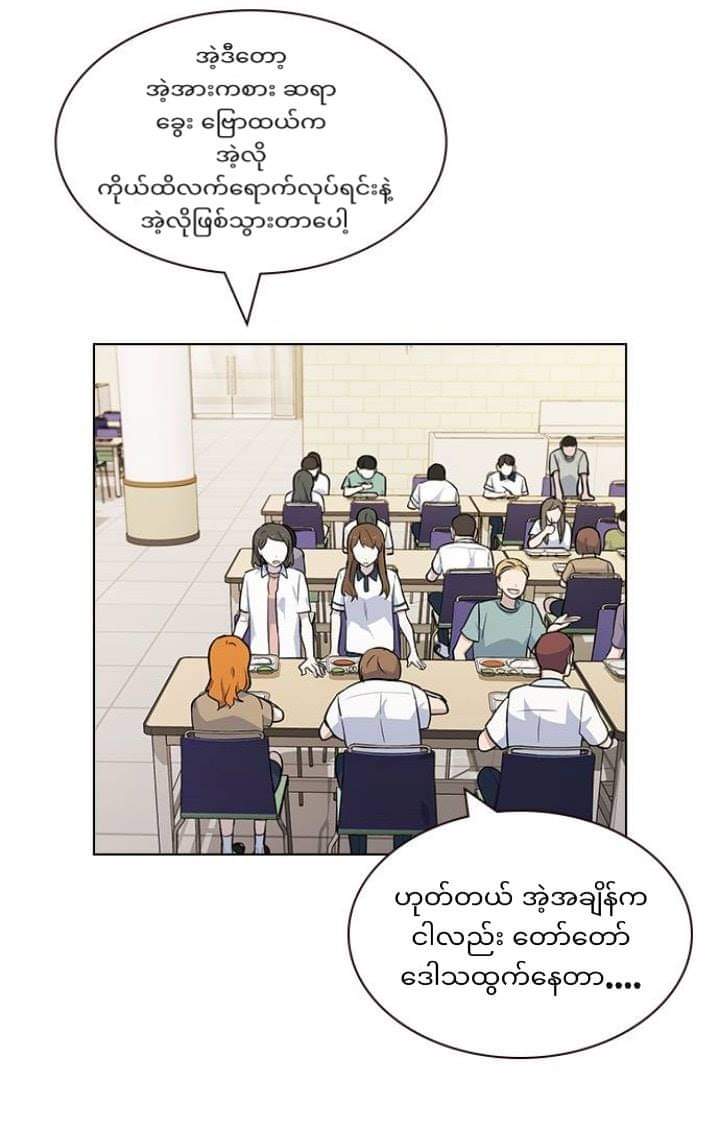 အဲ့ဒီတော့
အဲ့အားကစား ဆရာ
ခွေး ဗြောထယ်က
အဲ့လို
ကိုယ်ထိလက်ရောက်လုပ်ရင်းနဲ့
အဲ့လိုဖြစ်သွားတာပေါ့
ဟုတ်တယ် အဲ့အချိန်က
ငါလည်း တော်တော်
ဒေါသထွက်နေတာ....